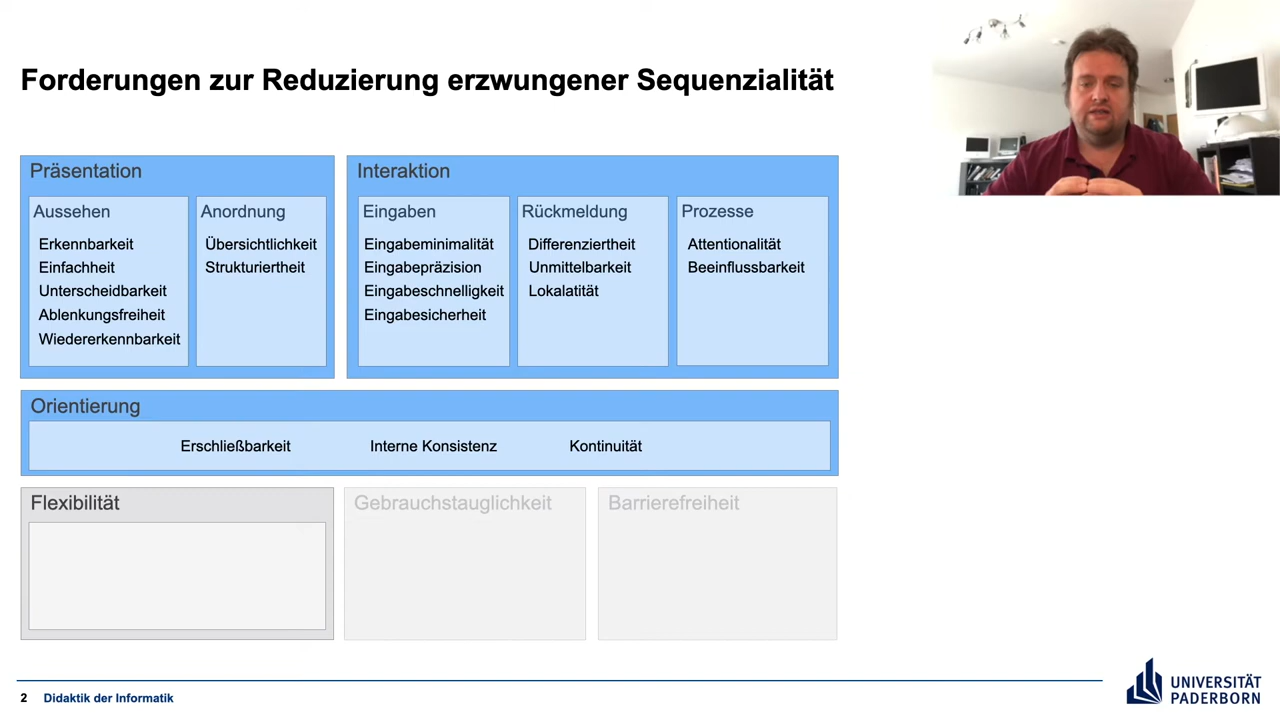 Forderungen zur Reduzierung erzwungener Sequenzialität
Präsentation
Aussehen
Erkennbarkeit
Einfachheit
Unterscheidbarkeit
Ablenkungsfreiheit
Wiedererkennbarkeit
Anordnung
Übersichtlichkeit
Strukturiertheit
Interaktion
Eingaben
Eingabeminimalität
Eingabepräzision
Eingabeschnelligkeit
Eingabesicherheit
Rückmeldung
Differenziertheit
Unmittelbarkeit
Lokalatität
Prozesse
Attentionalität
Beeinflussbarkeit
Orientierung
Erschließbarkeit
Interne Konsistenz
Kontinuität
Flexibilität
Gebrauchstauglichkeit
Barrierefreiheit
2 Didaktik der Informatik
UNIVERSITÄT
PADERBORN